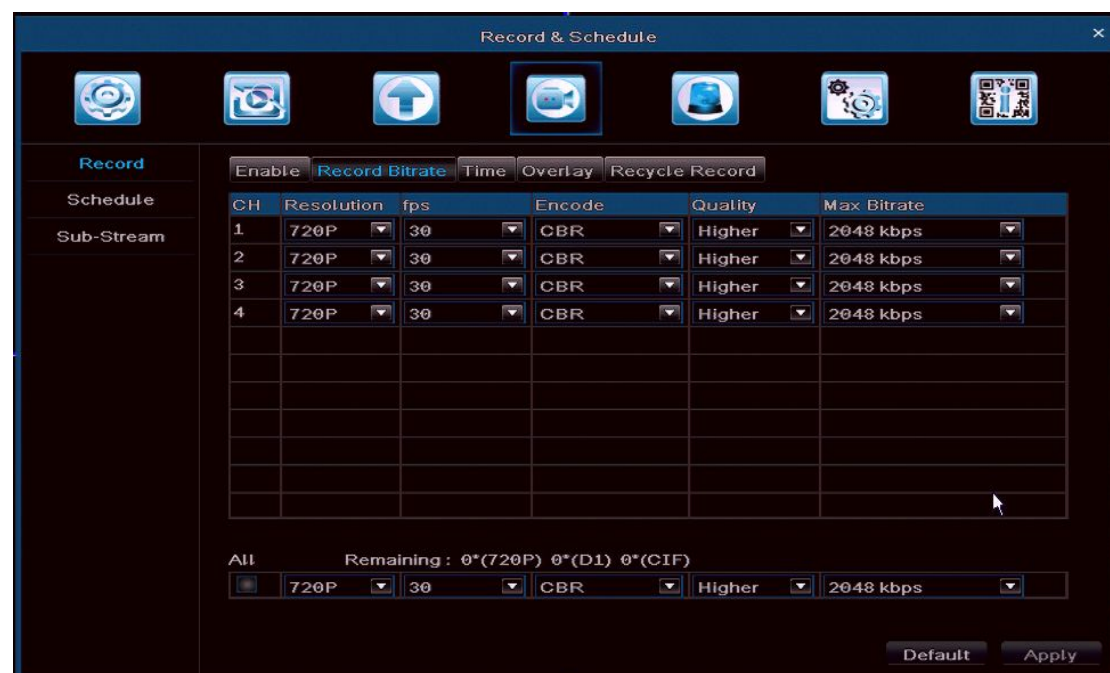 Record & Schedule ×
Record
Schedule
Sub-Stream
Enable Record Bitrate Time Overlay Recycle Record
CH Resolution fps Encode Quality Max Bitrate
1 720P 30 CBR Higher 2048 kbps
2 720P 30 CBR Higher 2048 kbps
3 720P 30 CBR Higher 2048 kbps
4 720P 30 CBR Higher 2048 kbps
All Remaining : 0*(720P) 0*(D1) 0*(CIF)
720P 30 CBR Higher 2048 kbps
Default Apply